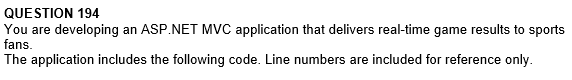 QUESTION 194
You are developing an ASP.NET MVC application that delivers real-time game results to sports
fans.
The application includes the following code. Line numbers are included for reference only.